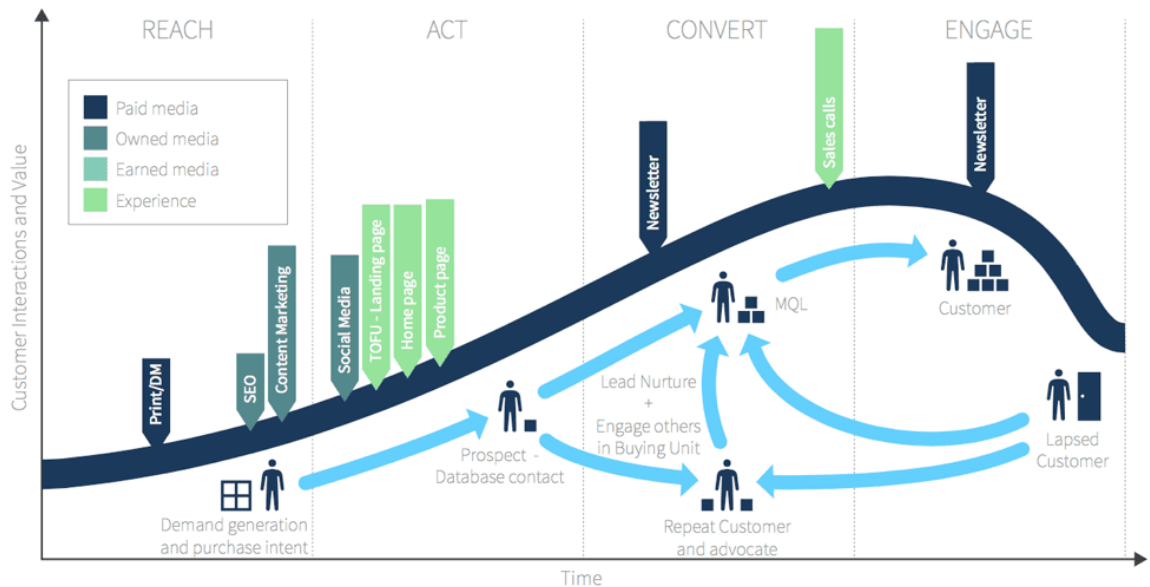 REACH
ACT
CONVERT
ENGAGE
Paid media
Owned media
Earned media
Experience
Customer Interactions and Value
Print/DM
SEO
Content Marketing
Social Media
TOFU - Landing page
Home page
Product page
Newsletter
Sales calls
Newsletter
MQL
Customer
Lead Nurture
+
Engage others
in Buying Unit
Prospect -
Database contact
Lapsed
Customer
Demand generation
and purchase intent
Repeat Customer
and advocate
Time